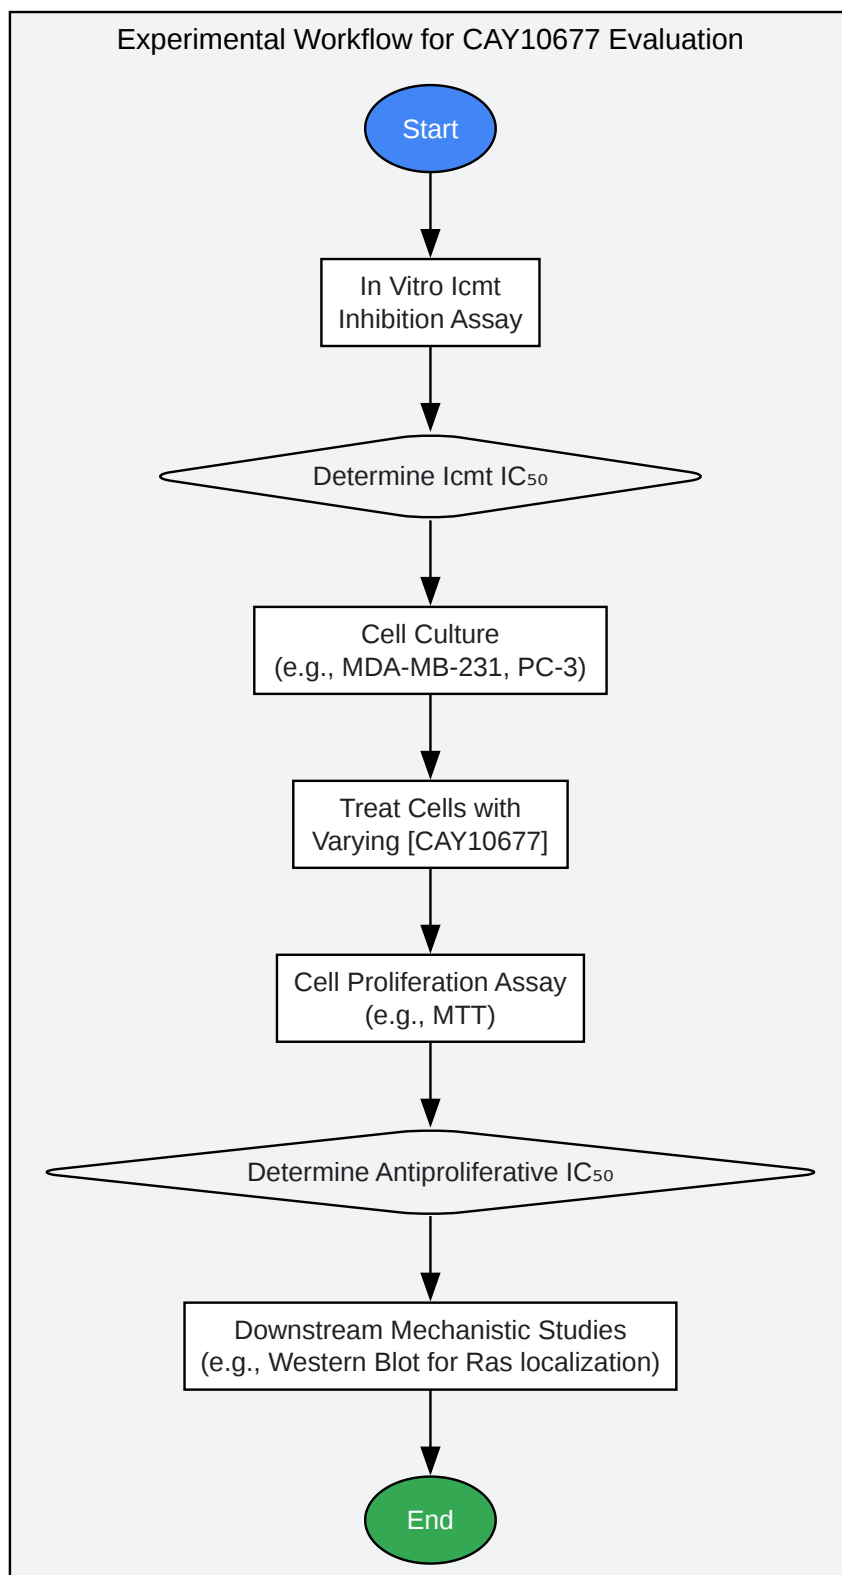 Experimental Workflow for CAY10677 Evaluation
Start
In Vitro Icmt
Inhibition Assay
Determine Icmt IC₅₀
Cell Culture
(e.g., MDA-MB-231, PC-3)
Treat Cells with
Varying [CAY10677]
Cell Proliferation Assay
(e.g., MTT)
Determine Antiproliferative IC₅₀
Downstream Mechanistic Studies
(e.g., Western Blot for Ras localization)
End